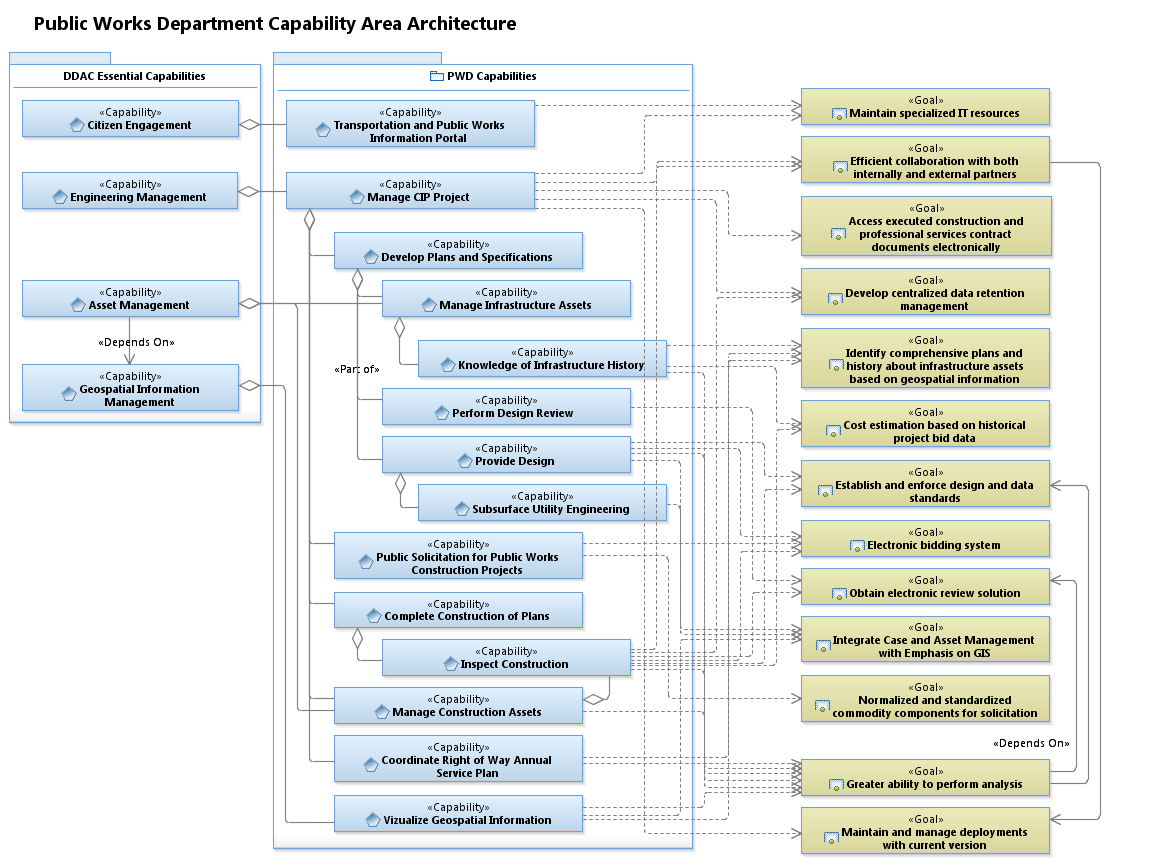 Public Works Department Capability Area Architecture
DDAC Essential Capabilities
«Capability»
Citizen Engagement
«Capability»
Engineering Management
«Capability»
Asset Management
«Depends On»
«Capability»
Geospatial Information
Management
PWD Capabilities
«Capability»
Transportation and Public Works
Information Portal
«Capability»
Manage CIP Project
«Capability»
Develop Plans and Specifications
«Capability»
Manage Infrastructure Assets
«Capability»
Knowledge of Infrastructure History
«Part of»
«Capability»
Perform Design Review
«Capability»
Provide Design
«Capability»
Subsurface Utility Engineering
«Capability»
Public Solicitation for Public Works
Construction Projects
«Capability»
Complete Construction of Plans
«Capability»
Inspect Construction
«Capability»
Manage Construction Assets
«Capability»
Coordinate Right of Way Annual
Service Plan
«Capability»
Vizualize Geospatial Information
«Goal»
Maintain specialized IT resources
«Goal»
Efficient collaboration with both
internally and external partners
«Goal»
Access executed construction and
professional services contract
documents electronically
«Goal»
Develop centralized data retention
management
«Goal»
Identify comprehensive plans and
history about infrastructure assets
based on geospatial information
«Goal»
Cost estimation based on historical
project bid data
«Goal»
Establish and enforce design and data
standards
«Goal»
Electronic bidding system
«Goal»
Obtain electronic review solution
«Goal»
Integrate Case and Asset Management
with Emphasis on GIS
«Goal»
Normalized and standardized
commodity components for solicitation
«Depends On»
«Goal»
Greater ability to perform analysis
«Goal»
Maintain and manage deployments
with current version